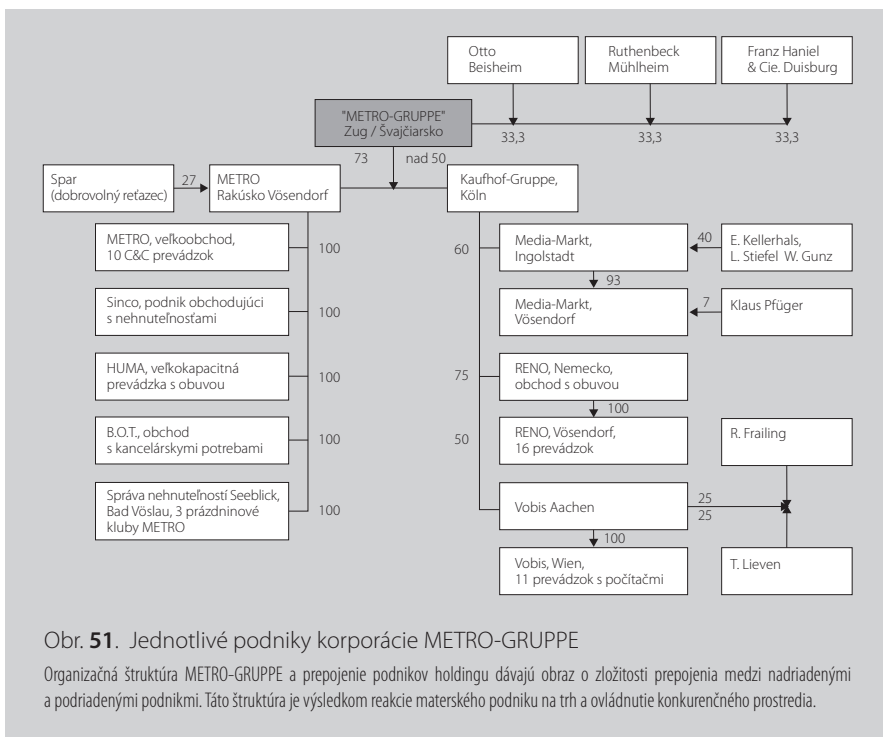 Otto
Beisheim
Ruthenbeck
Mühlheim
Franz Haniel
& Cie. Duisburg
"METRO-GRUPPE"
Zug / Švajčiarsko
33,3
33,3
33,3
73
nad 50
Spar
(dobrovolný reťazec)
27
METRO
Rakúsko Vösendorf
Kaufhof-Gruppe,
Köln
METRO, veľkoobchod,
10 C&C prevádzok
100
Sinco, podnik obchodujúci
s nehnuteľnosťami
100
HUMA, veľkokapacitná
prevádzka s obuvou
100
B.O.T., obchod
s kancelárskymi potrebami
100
Správa nehnuteľností Seeblick,
Bad Vöslau, 3 prázdninové
kluby METRO
100
60
Media-Markt,
Ingolstadt
40
E. Kellerhals,
L. Stiefel W. Gunz
93
Media-Markt,
Vösendorf
7
Klaus Pfüger
75
RENO, Nemecko,
obchod s obuvou
100
50
RENO, Vösendorf,
16 prevádzok
R. Frailing
Vobis Aachen
25
25
100
Vobis, Wien,
11 prevádzok s počítačmi
T. Lieven
Obr. 51. Jednotlivé podniky korporácie METRO-GRUPPE
Organizačná štruktúra METRO-GRUPPE a prepojenie podnikov holdingu dávajú obraz o zložitosti prepojenia medzi nadriadenými
a podriadenými podnikmi. Táto štruktúra je výsledkom reakcie materského podniku na trh a ovládnutie konkurenčného prostredia.